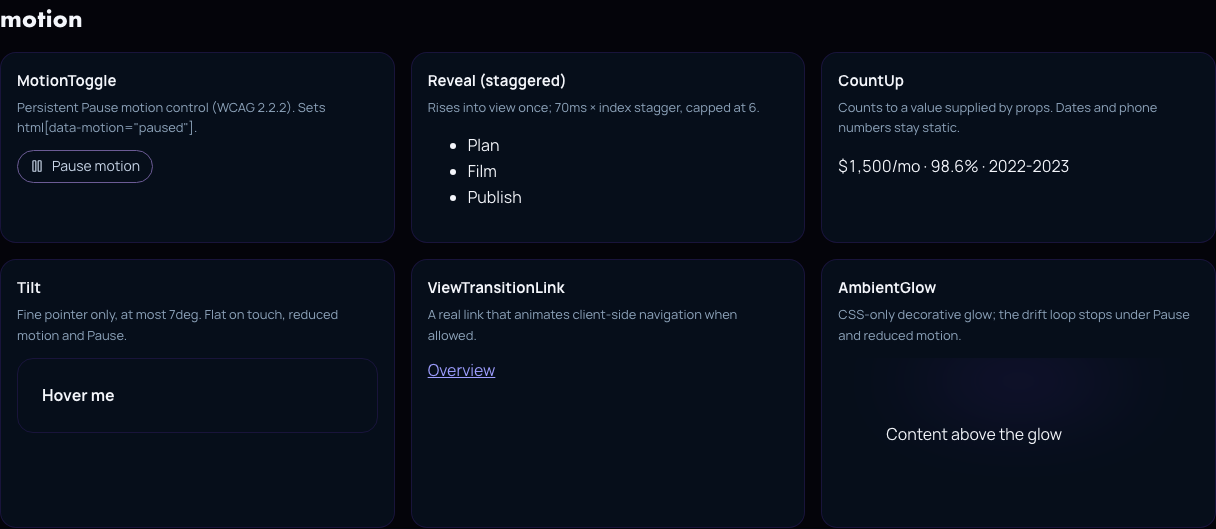 motion
MotionToggle
Persistent Pause motion control (WCAG 2.2.2). Sets
html[data-motion="paused"].
Pause motion
Reveal (staggered)
Rises into view once; 70ms × index stagger, capped at 6.
Plan
Film
Publish
CountUp
Counts to a value supplied by props. Dates and phone
numbers stay static.
$1,500/mo · 98.6% · 2022-2023
Tilt
Fine pointer only, at most 7deg. Flat on touch, reduced
motion and Pause.
Hover me
ViewTransitionLink
A real link that animates client-side navigation when
allowed.
Overview
AmbientGlow
CSS-only decorative glow; the drift loop stops under Pause
and reduced motion.
Content above the glow